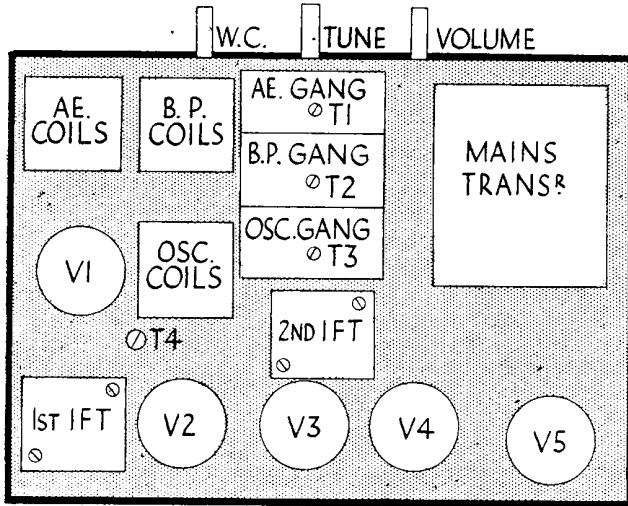 W.C. TUNE VOLUME
AE. COILS
B.P. COILS
AE. GANG
T1
B.P. GANG
T2
OSC. GANG
T3
MAINS
TRANSR
V1
OSC. COILS
T4
2ND IFT
1ST IFT
V2
V3
V4
V5